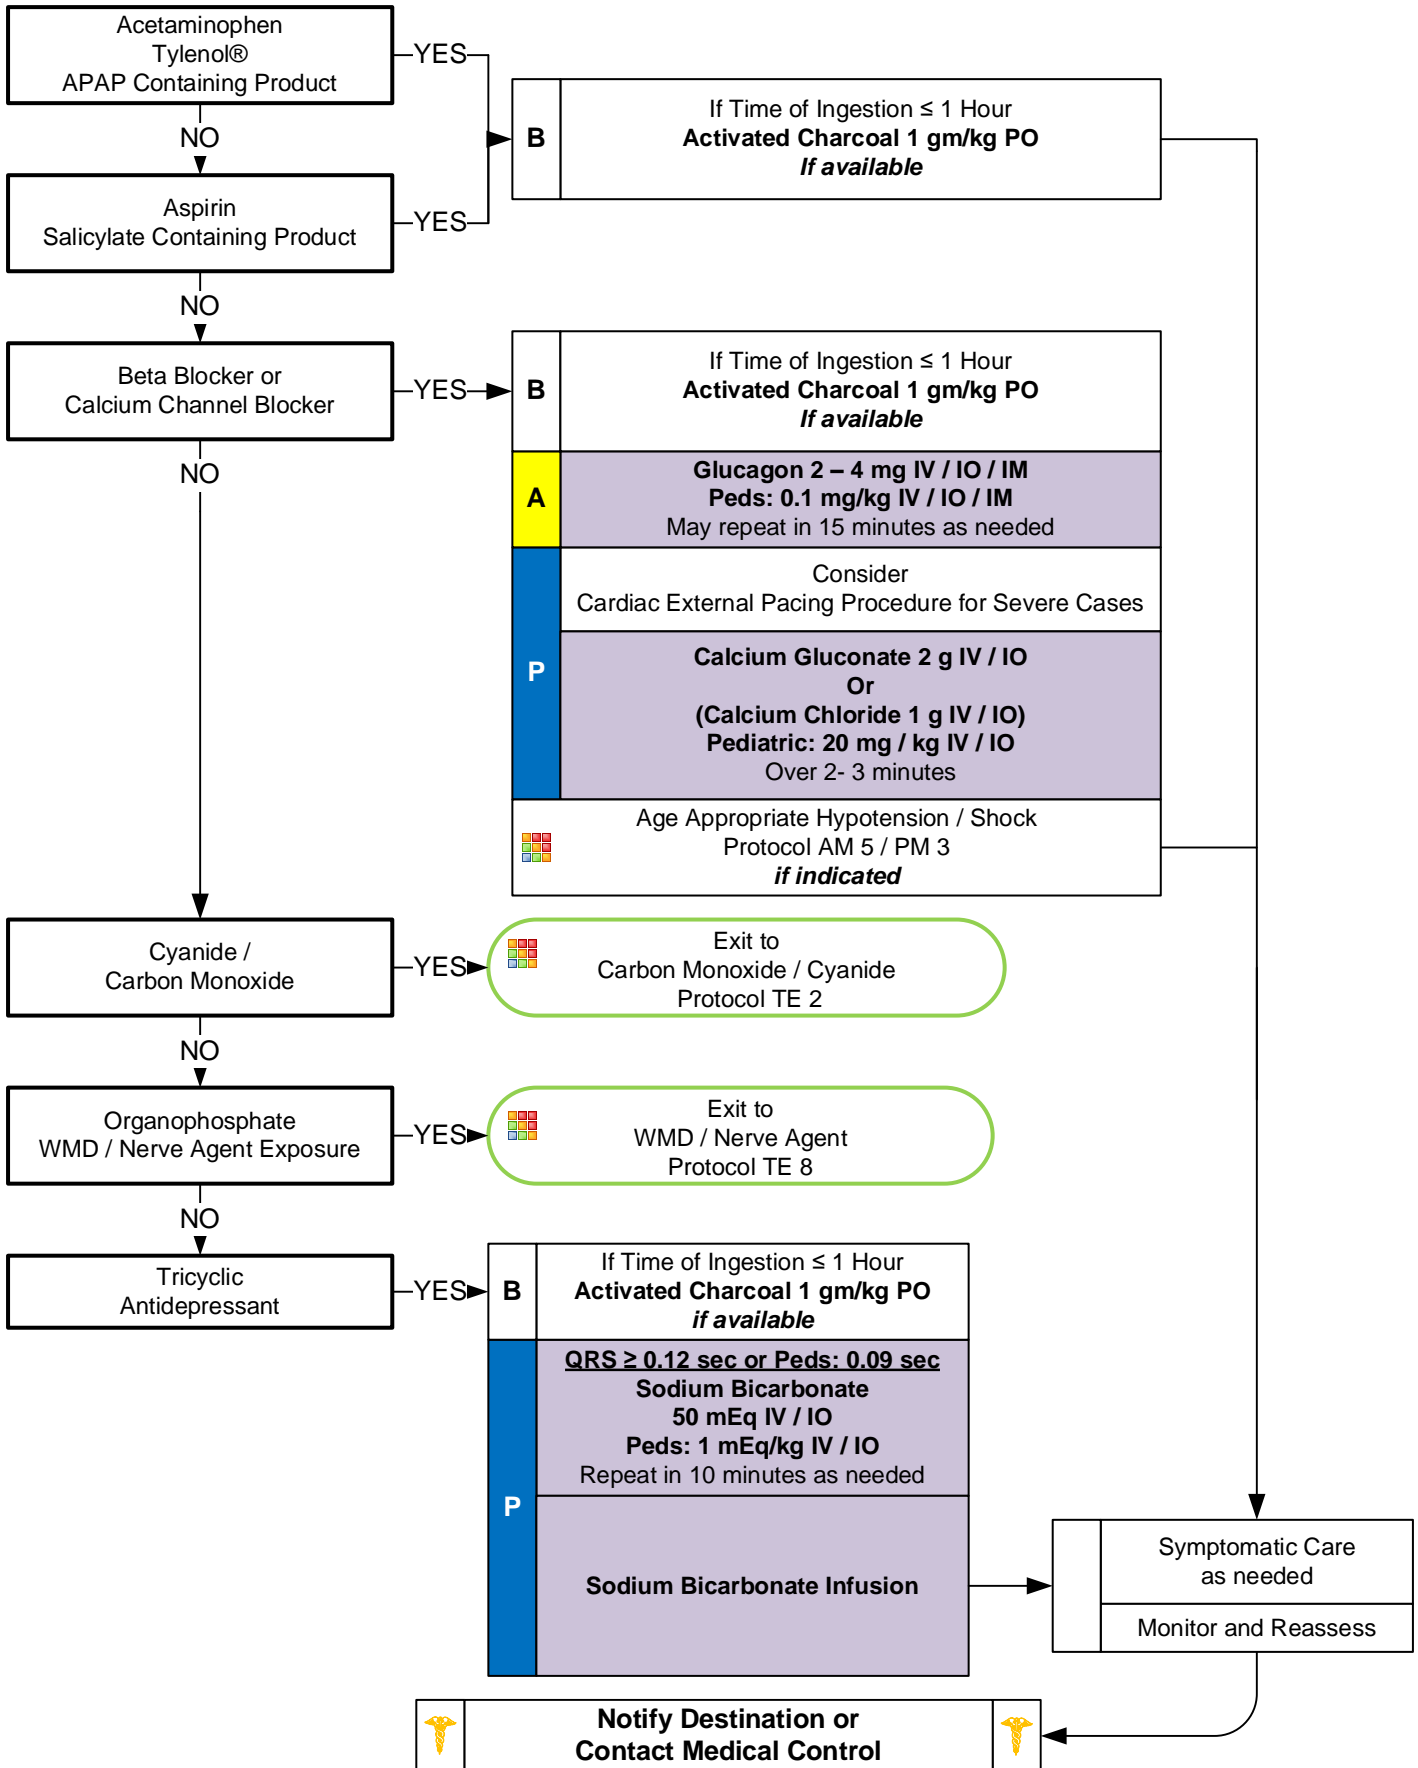 Acetaminophen
Tylenol®
APAP Containing Product
YES
NO
B
If Time of Ingestion ≤ 1 Hour
Activated Charcoal 1 gm/kg PO
If available
Aspirin
Salicylate Containing Product
YES
NO
Beta Blocker or
Calcium Channel Blocker
YES
NO
B
If Time of Ingestion ≤ 1 Hour
Activated Charcoal 1 gm/kg PO
If available
A
Glucagon 2 – 4 mg IV / IO / IM
Peds: 0.1 mg/kg IV / IO / IM
May repeat in 15 minutes as needed
P
Consider
Cardiac External Pacing Procedure for Severe Cases
Calcium Gluconate 2 g IV / IO
Or
(Calcium Chloride 1 g IV / IO)
Pediatric: 20 mg / kg IV / IO
Over 2- 3 minutes
Age Appropriate Hypotension / Shock
Protocol AM 5 / PM 3
if indicated
Cyanide /
Carbon Monoxide
YES
NO
Exit to
Carbon Monoxide / Cyanide
Protocol TE 2
Organophosphate
WMD / Nerve Agent Exposure
YES
NO
Exit to
WMD / Nerve Agent
Protocol TE 8
Tricyclic
Antidepressant
YES
B
If Time of Ingestion ≤ 1 Hour
Activated Charcoal 1 gm/kg PO
if available
P
QRS ≥ 0.12 sec or Peds: 0.09 sec
Sodium Bicarbonate
50 mEq IV / IO
Peds: 1 mEq/kg IV / IO
Repeat in 10 minutes as needed
Sodium Bicarbonate Infusion
Symptomatic Care
as needed
Monitor and Reassess
Notify Destination or
Contact Medical Control